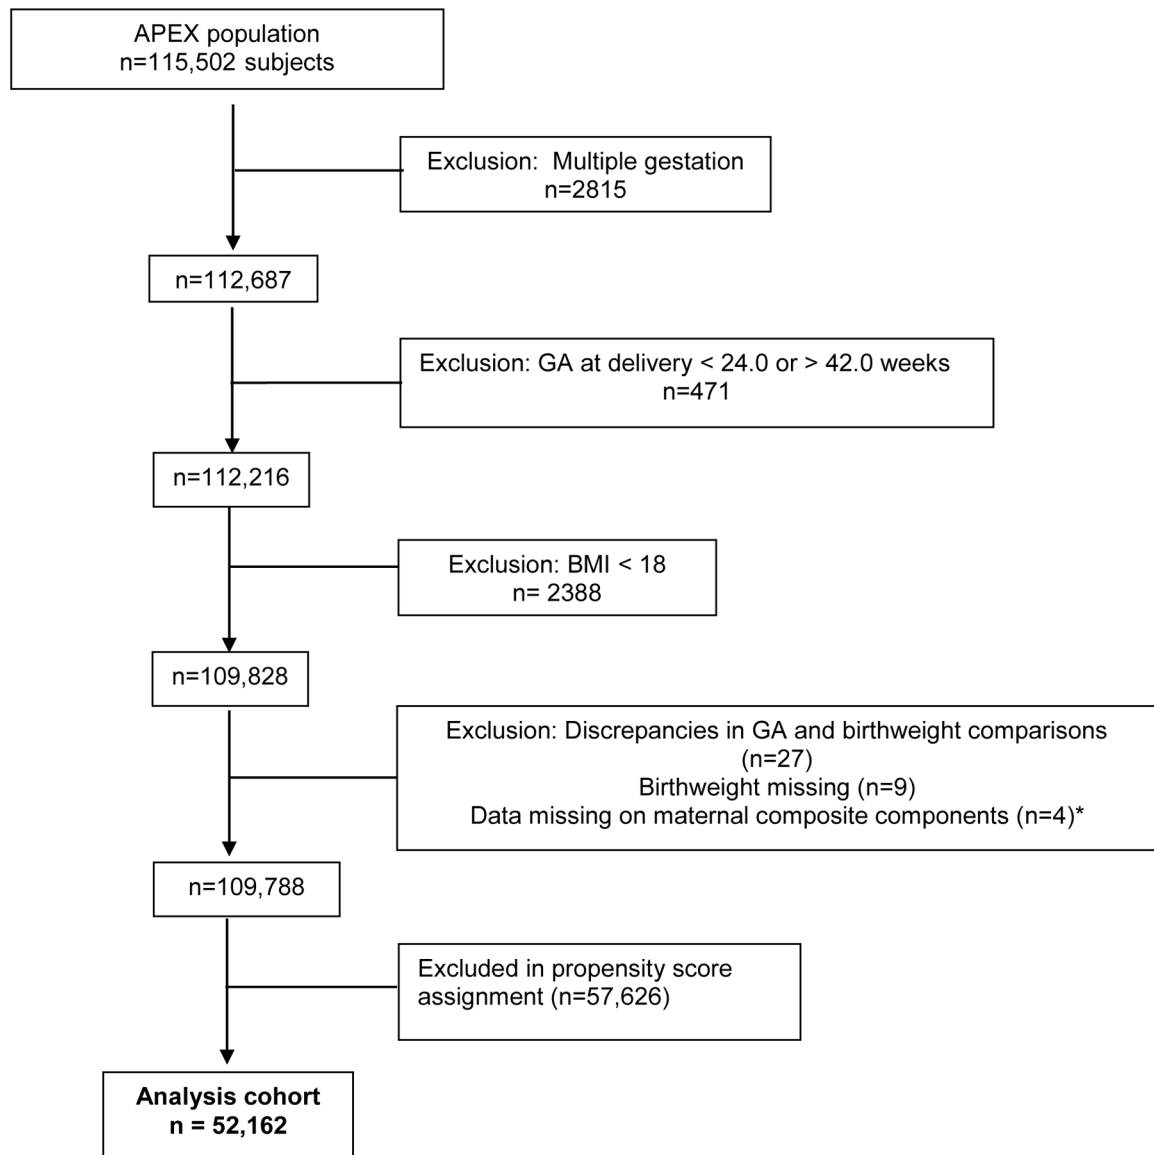 APEX population
n=115,502 subjects
Exclusion:  Multiple gestation
n=2815
n=112,687
Exclusion: GA at delivery < 24.0 or > 42.0 weeks
n=471
n=112,216
Exclusion: BMI < 18
n= 2388
n=109,828
Exclusion: Discrepancies in GA and birthweight comparisons
(n=27)
Birthweight missing (n=9)
Data missing on maternal composite components (n=4)*
n=109,788
Excluded in propensity score
assignment (n=57,626)
Analysis cohort
n = 52,162